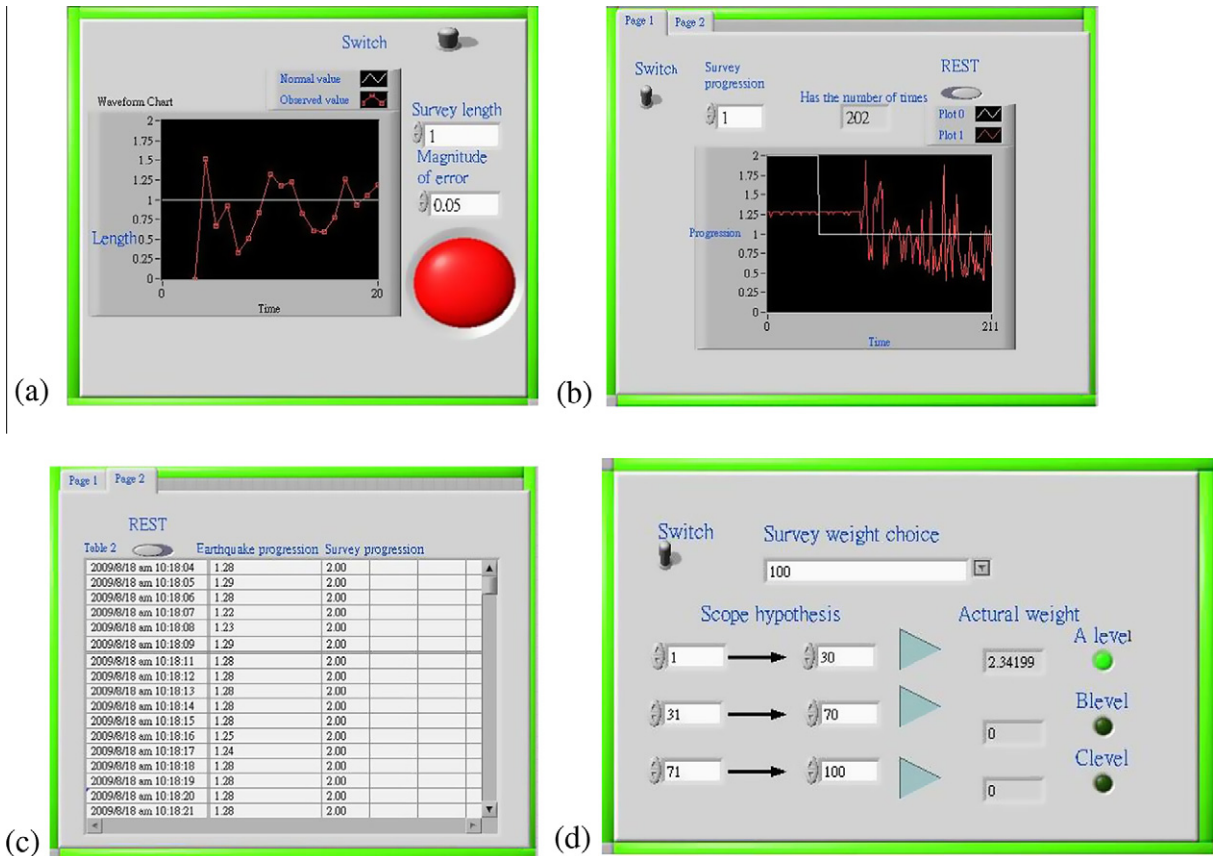 Switch
Normal value
Observed value
Waveform Chart
Survey length
1
Magnitude
of error
0.05
2
1.75
1.5
1.25
1
0.75
Length
0.5
0.25
0
0
20
Time
(a)
Page 1
Page 2
Switch
Survey
progression
1
Has the number of times
202
REST
Plot 0
Plot 1
2
1.75
1.5
1.25
Progression
1
0.75
0.5
0.25
0
0
211
Time
(b)
Page 1
Page 2
REST
Table 2
Earthquake progression
Survey progression
2009/8/18 am 10:18:04 1.28 2.00
2009/8/18 am 10:18:05 1.29 2.00
2009/8/18 am 10:18:06 1.28 2.00
2009/8/18 am 10:18:07 1.22 2.00
2009/8/18 am 10:18:08 1.23 2.00
2009/8/18 am 10:18:09 1.29 2.00
2009/8/18 am 10:18:11 1.28 2.00
2009/8/18 am 10:18:12 1.28 2.00
2009/8/18 am 10:18:13 1.28 2.00
2009/8/18 am 10:18:14 1.28 2.00
2009/8/18 am 10:18:15 1.28 2.00
2009/8/18 am 10:18:16 1.25 2.00
2009/8/18 am 10:18:17 1.24 2.00
2009/8/18 am 10:18:18 1.28 2.00
2009/8/18 am 10:18:19 1.28 2.00
2009/8/18 am 10:18:20 1.28 2.00
2009/8/18 am 10:18:21 1.28 2.00
(c)
Switch
Survey weight choice
100
Scope hypothesis
Actural weight
1
30
2.34199
A level
31
70
0
Blevel
71
100
0
Clevel
(d)